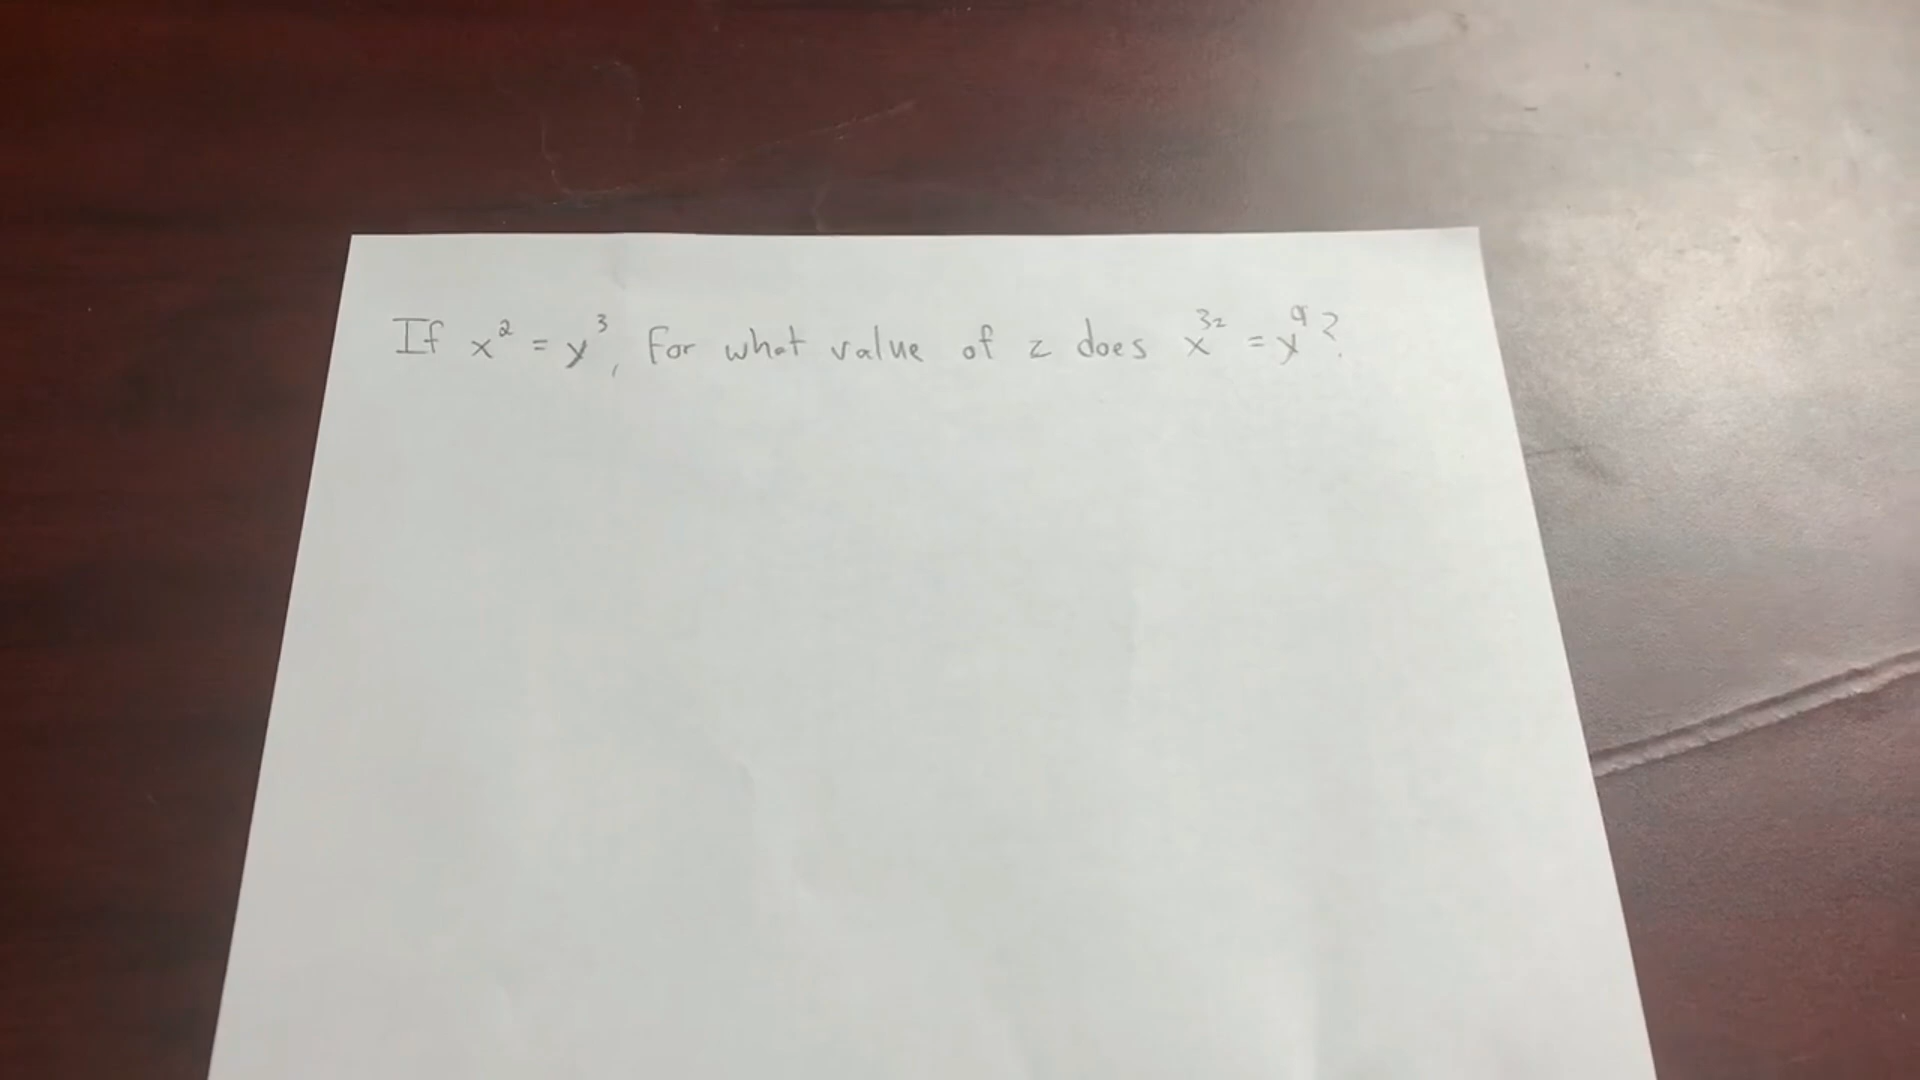 If x² = y³, for what value of z does x³ᶻ = y⁹?